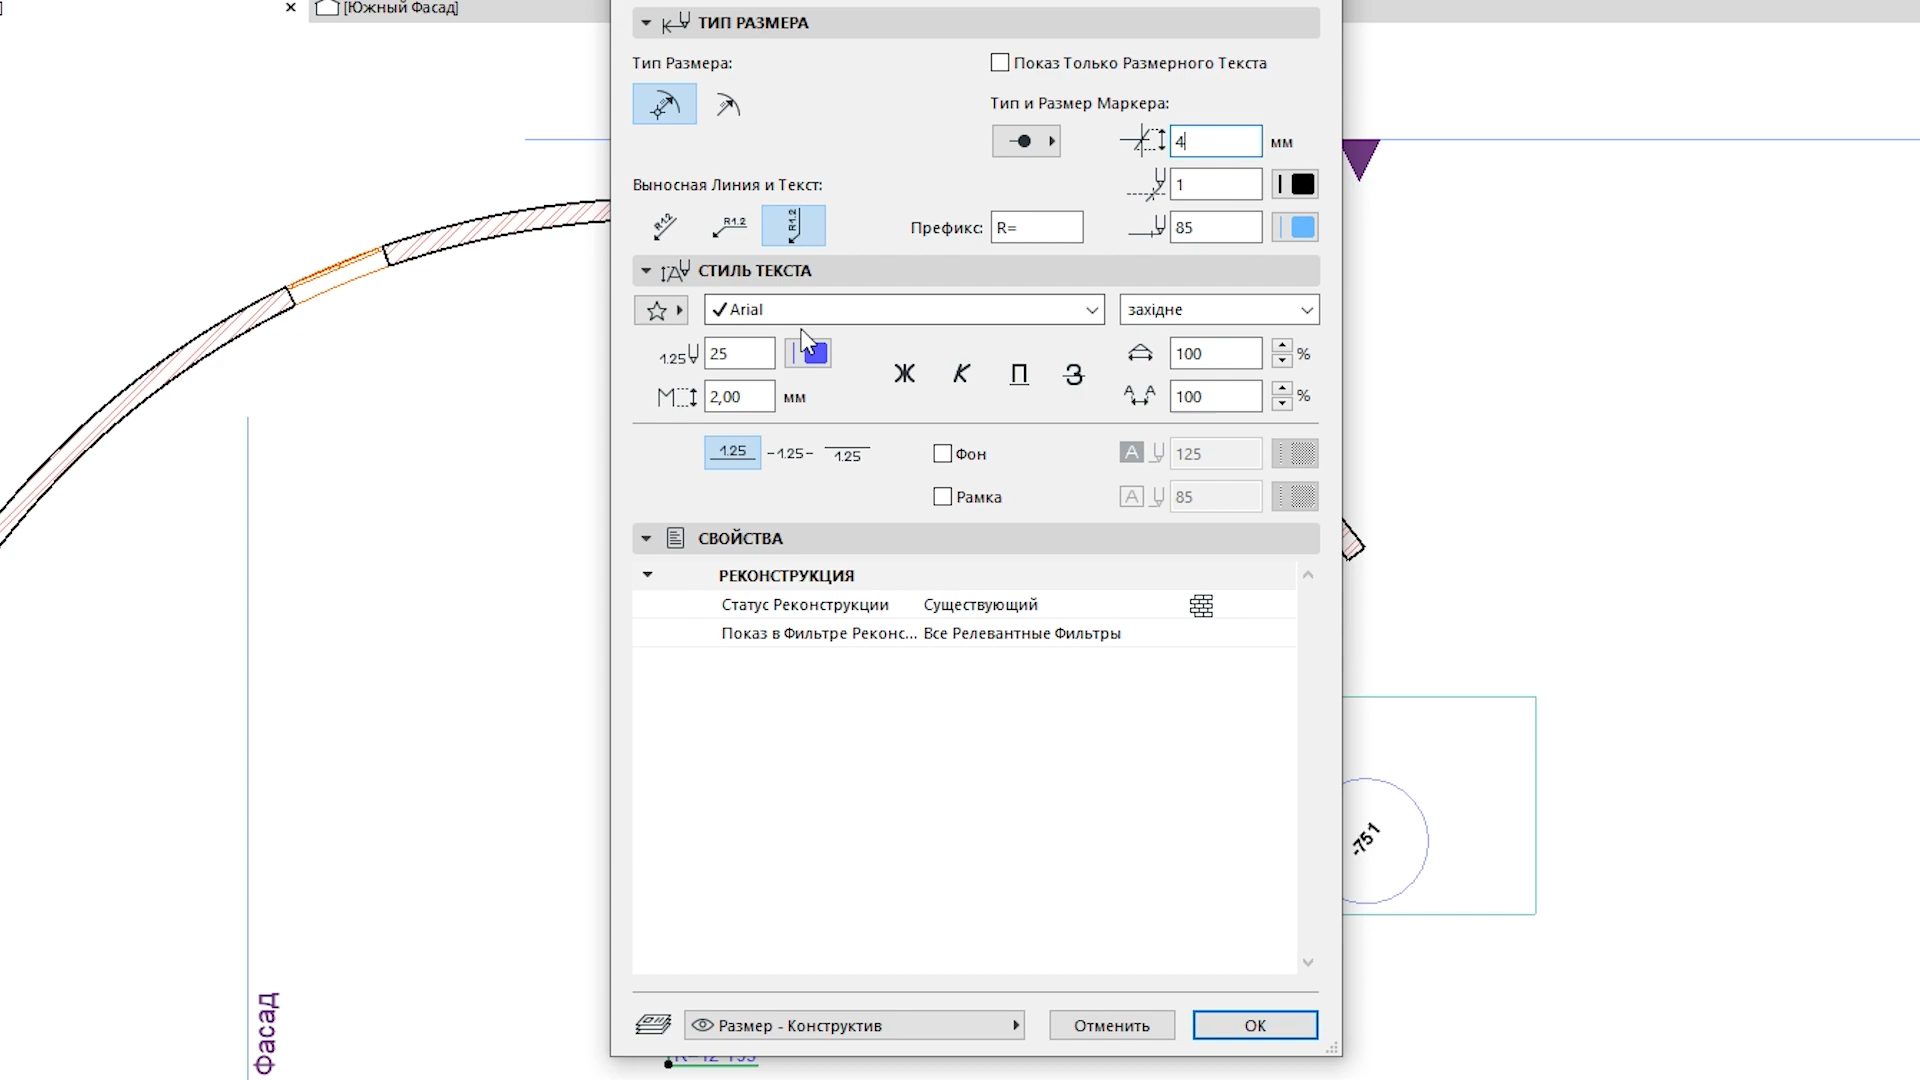 [Южный Фасад]
ТИП РАЗМЕРА
Тип Размера:
Показ Только Размерного Текста
Тип и Размер Маркера:
4
мм
Выносная Линия и Текст:
1
R1.2
R1.2
R1.2
Префикс:
R=
85
СТИЛЬ ТЕКСТА
Arial
західне
1.25
25
Ж
К
П
З
100
%
М
2,00
мм
А
А
100
%
1.25
-1.25-
1.25
Фон
А
125
Рамка
А
85
СВОЙСТВА
РЕКОНСТРУКЦИЯ
Статус Реконструкции
Существующий
Показ в Фильтре Реконс...
Все Релевантные Фильтры
-751
Фасад
Размер - Конструктив
Отменить
ОК